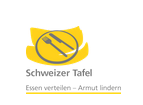 Schweizer Tafel
Essen verteilen – Armut lindern